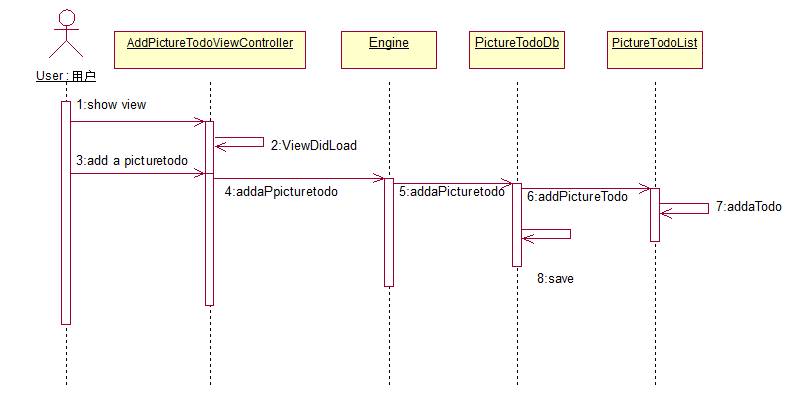 AddPictureTodoViewController
Engine
PictureTodoDb
PictureTodoList
User : 用户
1:show view
2:ViewDidLoad
3:add a picturetodo
4:addaPpicturetodo
5:addaPicturetodo
6:addPictureTodo
7:addaTodo
8:save